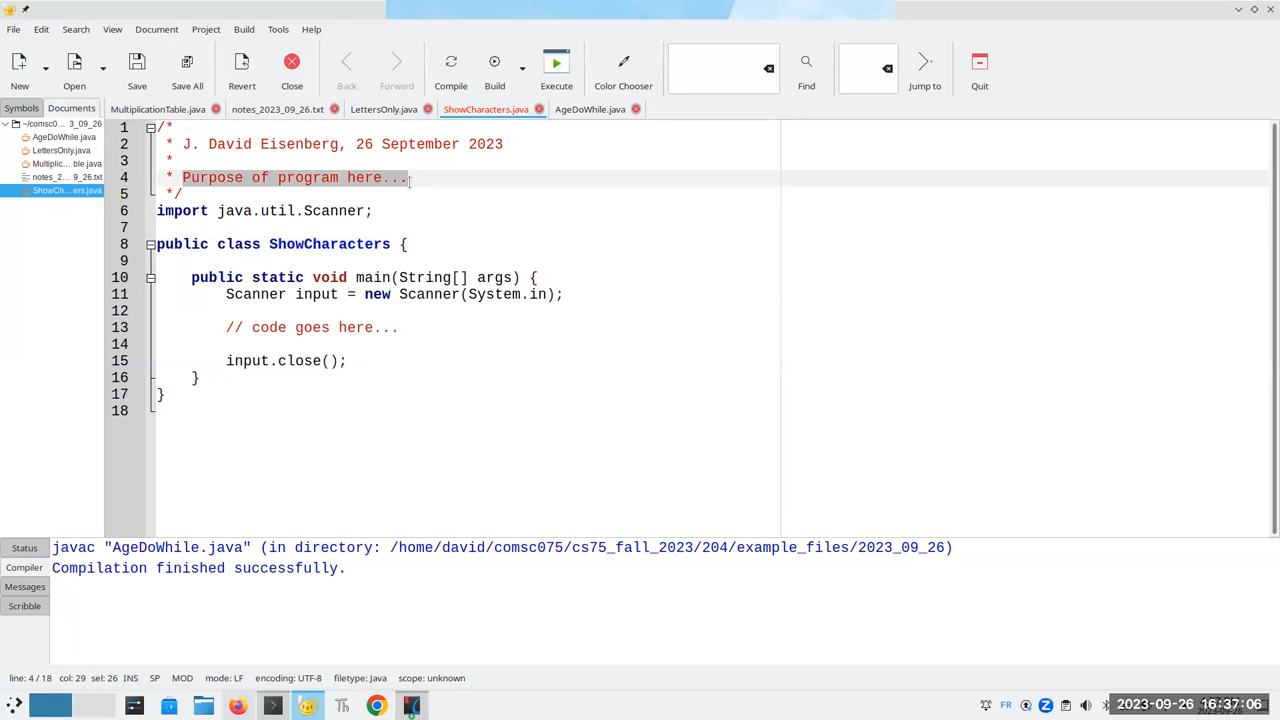 File Edit Search View Document Project Build Tools Help
New Open Save Save All Revert Close Back Forward Compile Build Execute Color Chooser Find Jump to Quit
Symbols Documents MultiplicationTable.java notes_2023_09_26.txt LettersOnly.java ShowCharacters.java AgeDoWhile.java
~/comsc0... 3_09_26
AgeDoWhile.java
LettersOnly.java
Multiplic... ble.java
notes_2... 9_26.txt
ShowCh... ers.java
1 /*
2 * J. David Eisenberg, 26 September 2023
3 *
4 * Purpose of program here...
5 */
6 import java.util.Scanner;
7
8 public class ShowCharacters {
9
10 public static void main(String[] args) {
11 Scanner input = new Scanner(System.in);
12
13 // code goes here...
14
15 input.close();
16 }
17 }
18
Status
Compiler
Messages
Scribble
javac "AgeDoWhile.java" (in directory: /home/david/comsc075/cs75_fall_2023/204/example_files/2023_09_26)
Compilation finished successfully.
line: 4 / 18 col: 29 sel: 26 INS SP MOD mode: LF encoding: UTF-8 filetype: Java scope: unknown
FR 2023-09-26 16:37:06